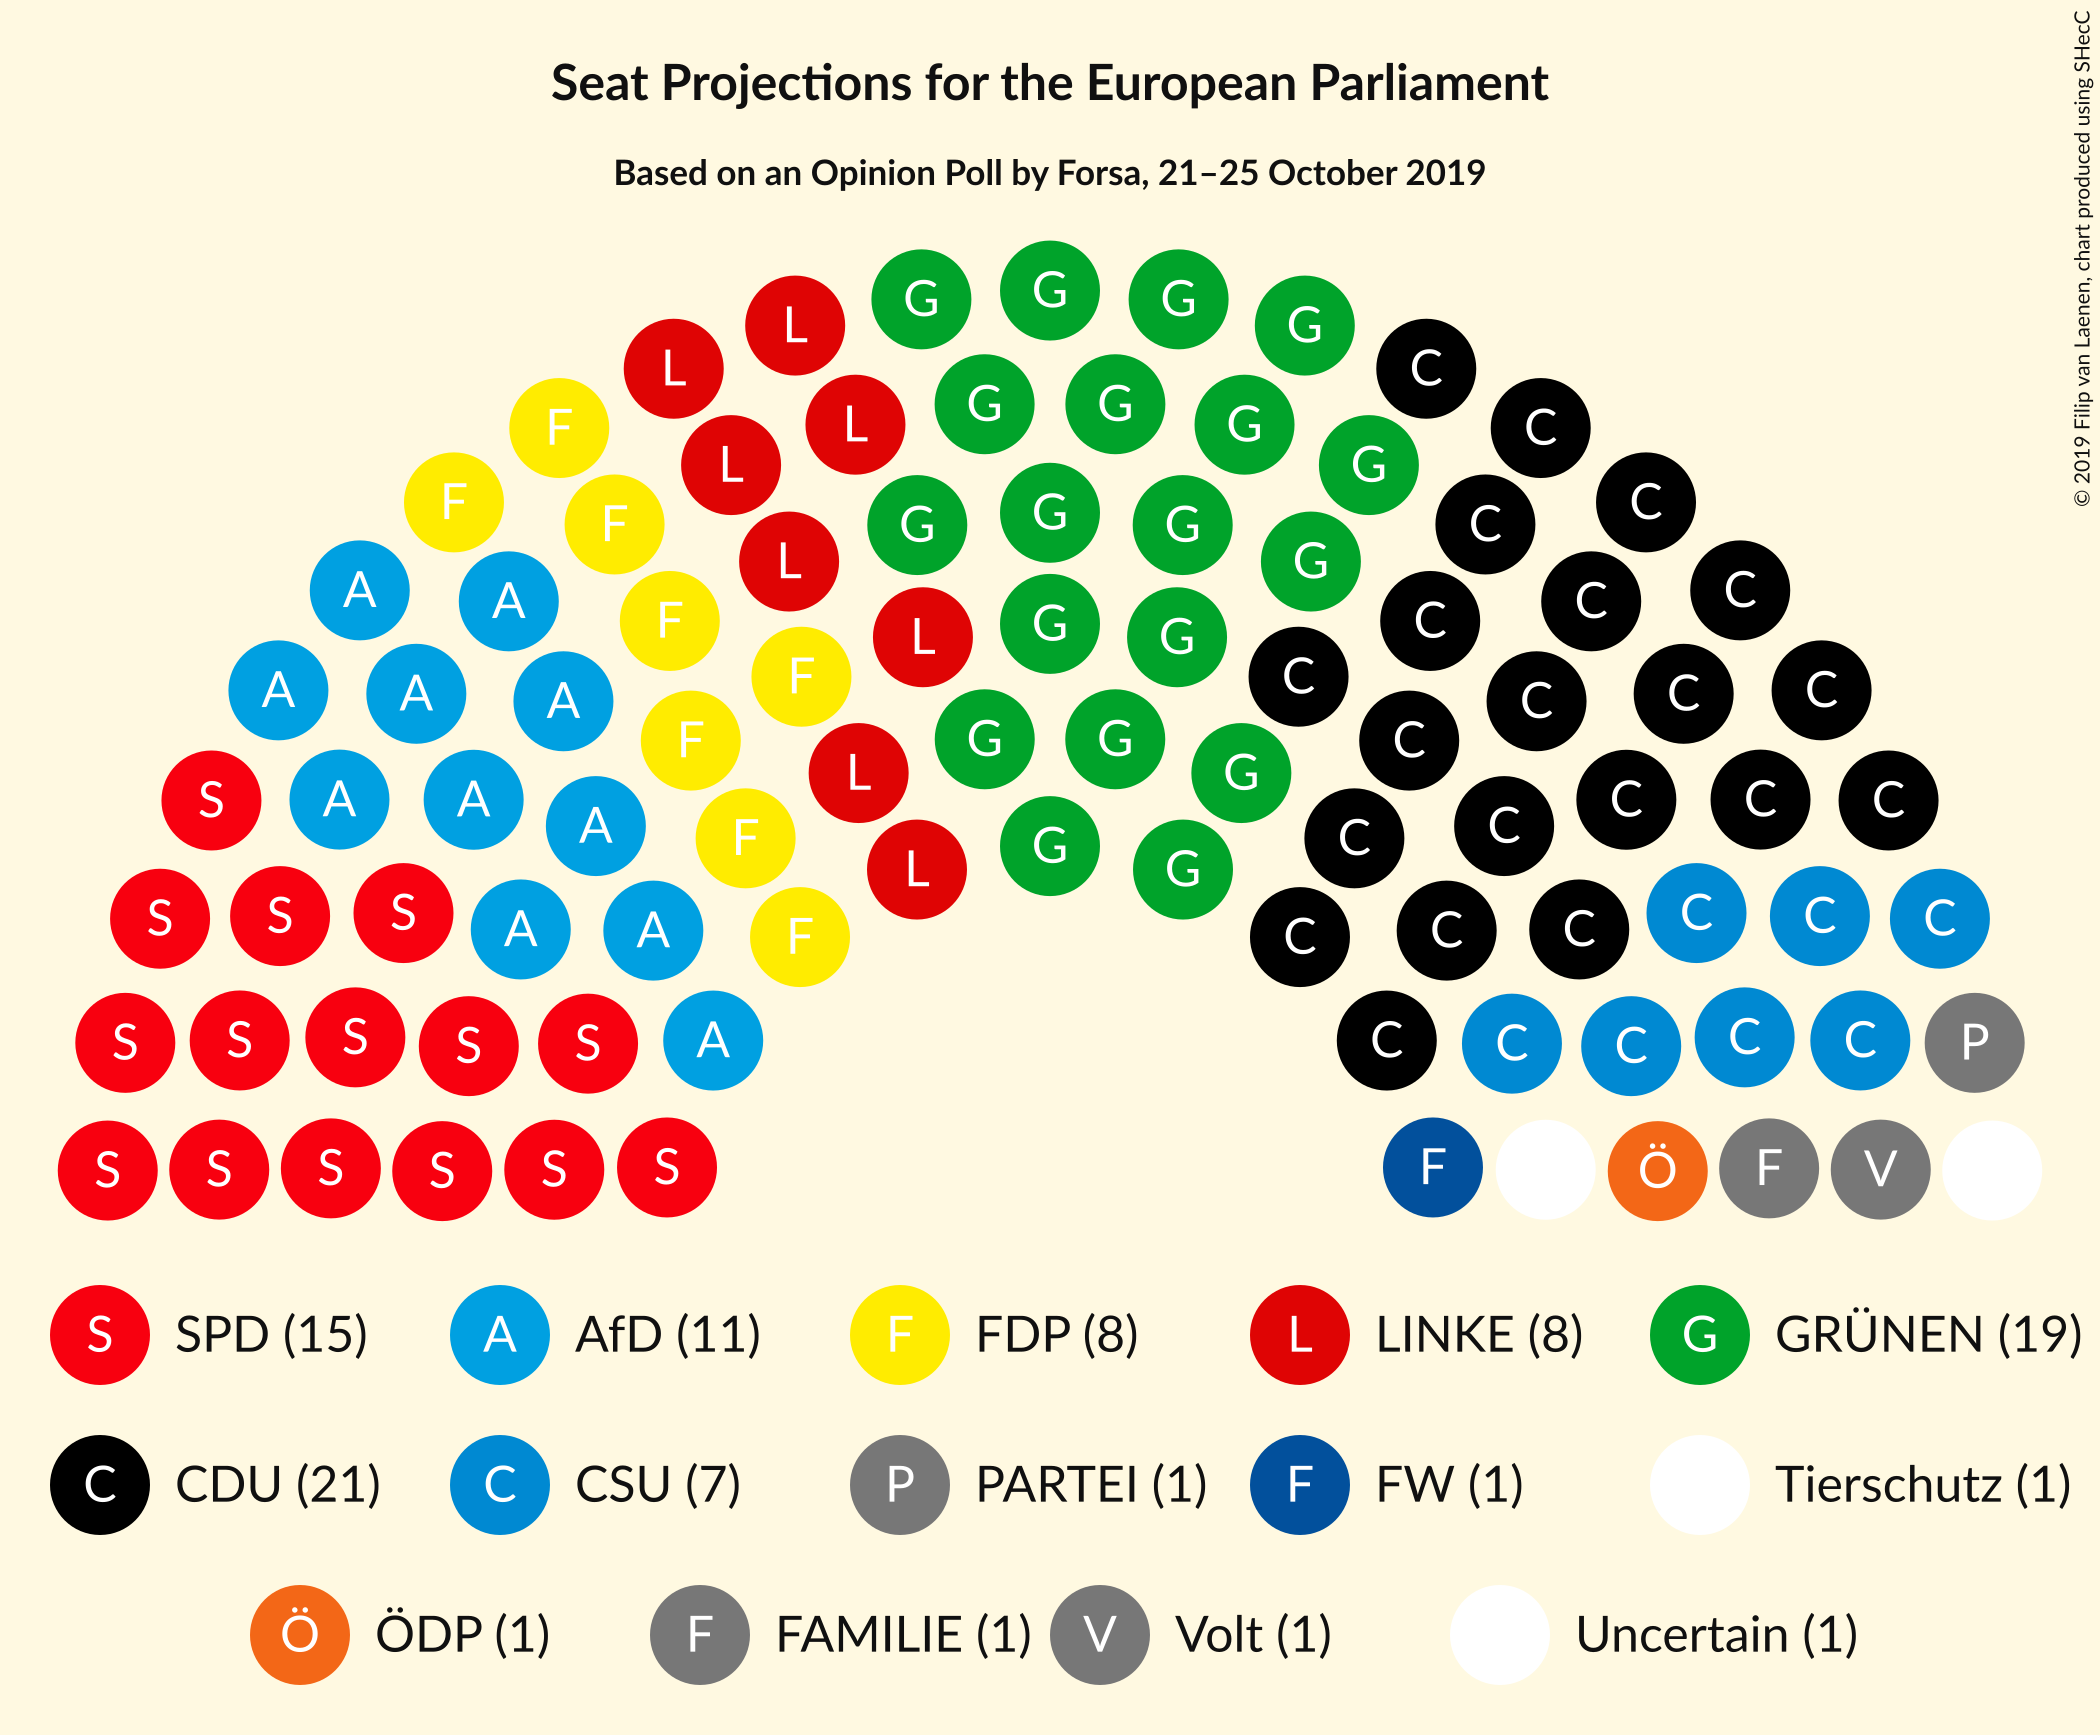 Seat Projections for the European Parliament
Based on an Opinion Poll by Forsa, 21–25 October 2019
© 2019 Filip van Laenen, chart produced using SHecC
G G G G
L L C
G G G G
F L L C
F G G G G C
F L C
A A F L G G C C
A A A F F L G G C C C C C
S A A A F L G G G C C C C C
F L G G C
S S S A A F C C C C C C
S S S S S A C C C C C P
S S S S S S F Ö F V
S SPD (15) A AfD (11) F FDP (8) L LINKE (8) G GRÜNEN (19)
C CDU (21) C CSU (7) P PARTEI (1) F FW (1) Tierschutz (1)
Ö ÖDP (1) F FAMILIE (1) V Volt (1) Uncertain (1)